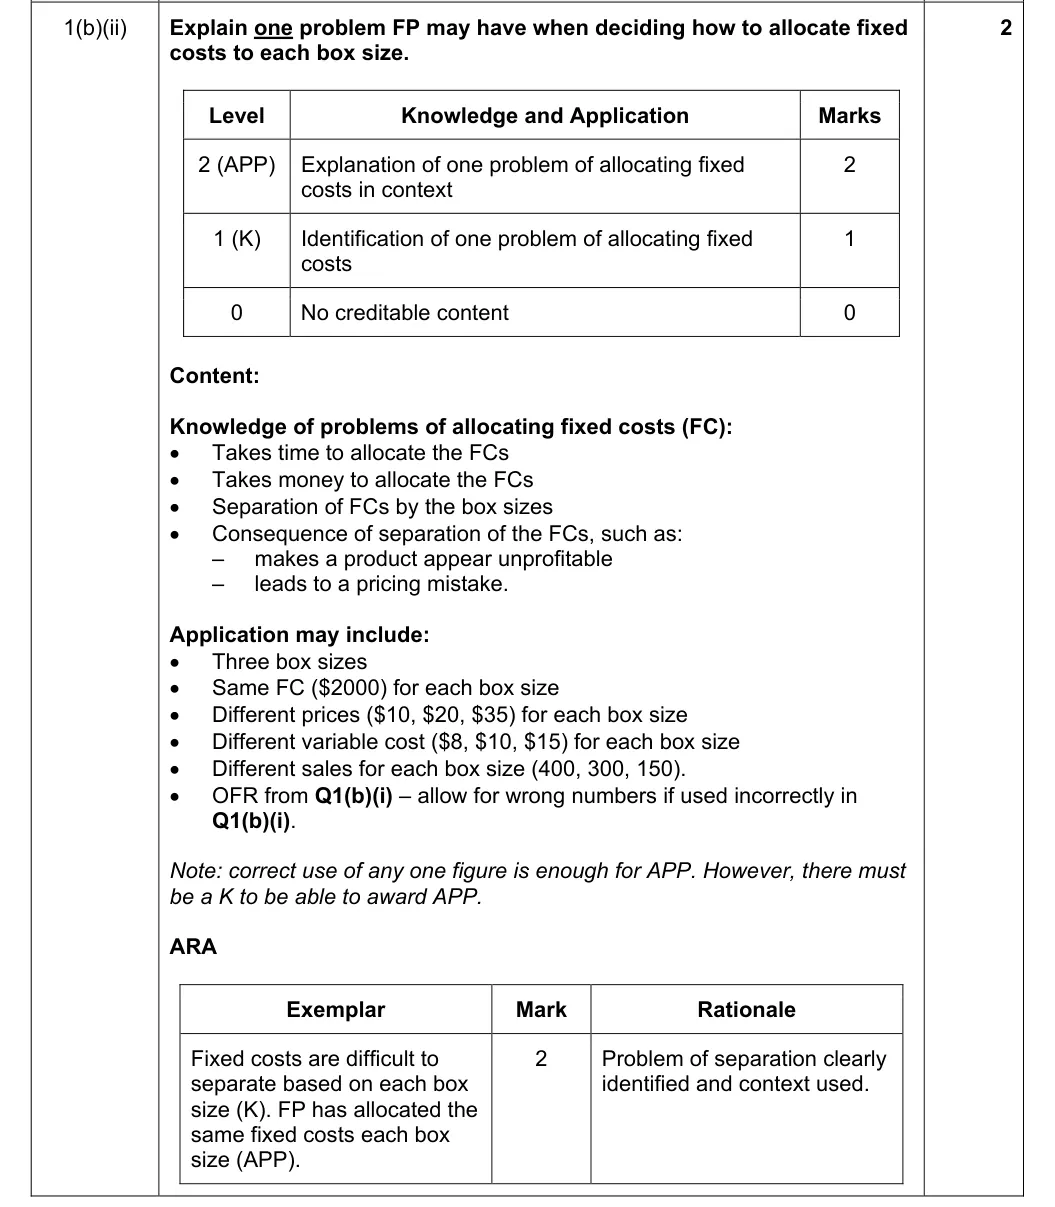 1(b)(ii)
Explain one problem FP may have when deciding how to allocate fixed
costs to each box size.
2
Level Knowledge and Application Marks
2 (APP) Explanation of one problem of allocating fixed
costs in context
2
1 (K) Identification of one problem of allocating fixed
costs
1
0 No creditable content 0
Content:
Knowledge of problems of allocating fixed costs (FC):
• Takes time to allocate the FCs
• Takes money to allocate the FCs
• Separation of FCs by the box sizes
• Consequence of separation of the FCs, such as:
– makes a product appear unprofitable
– leads to a pricing mistake.
Application may include:
• Three box sizes
• Same FC ($2000) for each box size
• Different prices ($10, $20, $35) for each box size
• Different variable cost ($8, $10, $15) for each box size
• Different sales for each box size (400, 300, 150).
• OFR from Q1(b)(i) – allow for wrong numbers if used incorrectly in
Q1(b)(i).
Note: correct use of any one figure is enough for APP. However, there must
be a K to be able to award APP.
ARA
Exemplar Mark Rationale
Fixed costs are difficult to
separate based on each box
size (K). FP has allocated the
same fixed costs each box
size (APP).
2
Problem of separation clearly
identified and context used.